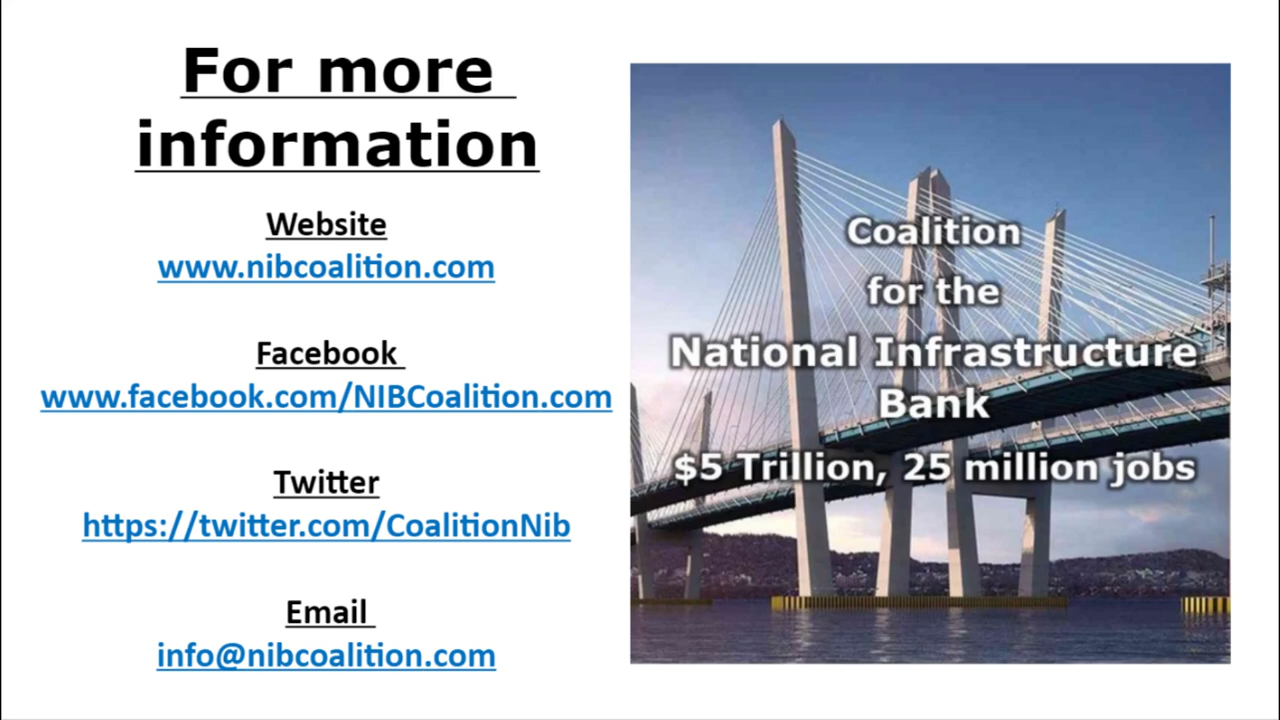 For more
information
Website
www.nibcoalition.com
Facebook
www.facebook.com/NIBCoalition.com
Twitter
https://twitter.com/CoalitionNib
Email
info@nibcoalition.com
Coalition
for the
National Infrastructure
Bank
$5 Trillion, 25 million jobs